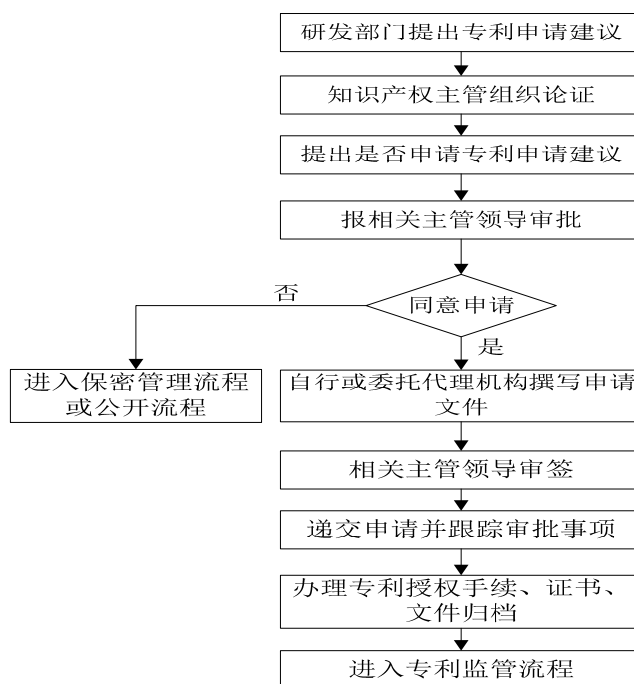 研发部门提出专利申请建议
知识产权主管组织论证
提出是否申请专利申请建议
报相关主管领导审批
同意申请
否
是
进入保密管理流程
或公开流程
自行或委托代理机构撰写申请
文件
相关主管领导审签
递交申请并跟踪审批事项
办理专利授权手续、证书、
文件归档
进入专利监管流程